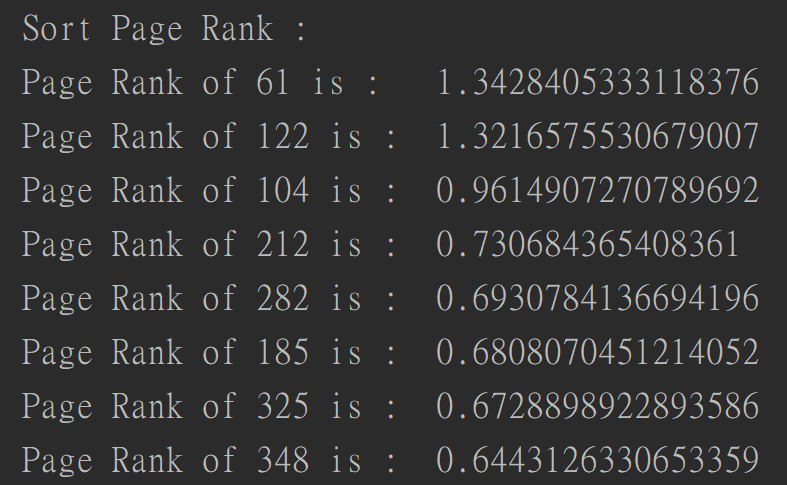 Sort Page Rank :
Page Rank of 61 is :  1.3428405333118376
Page Rank of 122 is :  1.3216575530679007
Page Rank of 104 is :  0.9614907270789692
Page Rank of 212 is :  0.730684365408361
Page Rank of 282 is :  0.6930784136694196
Page Rank of 185 is :  0.6808070451214052
Page Rank of 325 is :  0.6728898922893586
Page Rank of 348 is :  0.6443126330653359